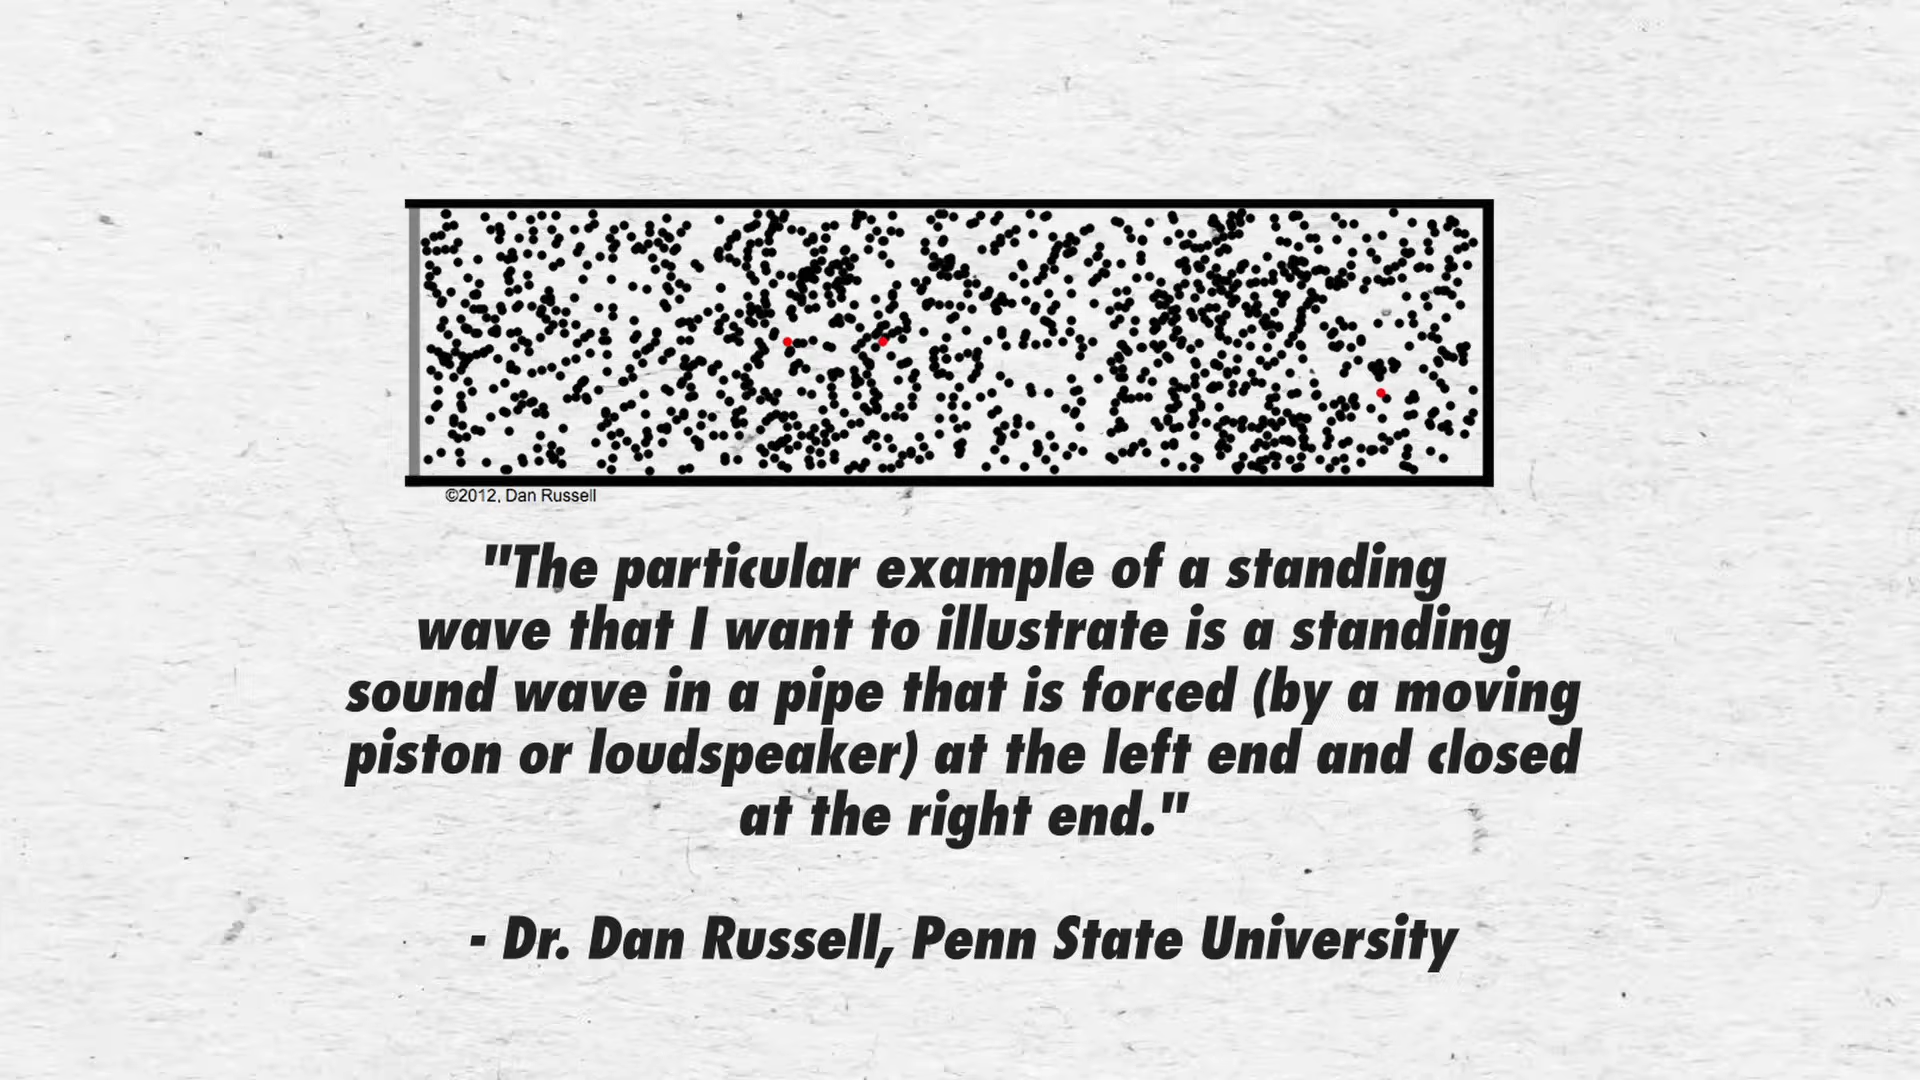 ©2012, Dan Russell
"The particular example of a standing
wave that I want to illustrate is a standing
sound wave in a pipe that is forced (by a moving
piston or loudspeaker) at the left end and closed
at the right end."
- Dr. Dan Russell, Penn State University